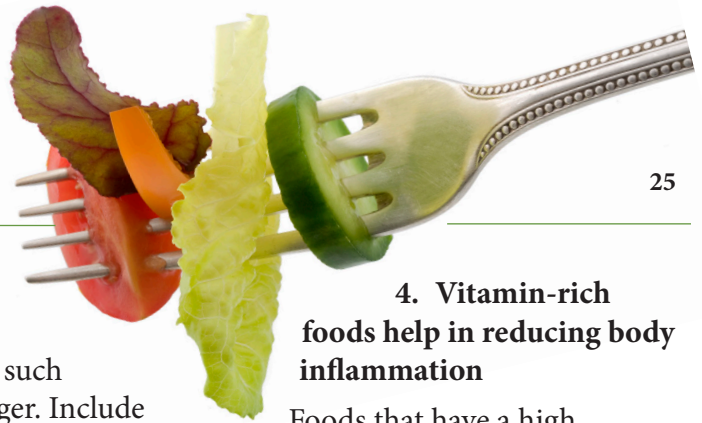 25
such
ger. Include
4. Vitamin-rich
foods help in reducing body
inflammation
Foods that have a high